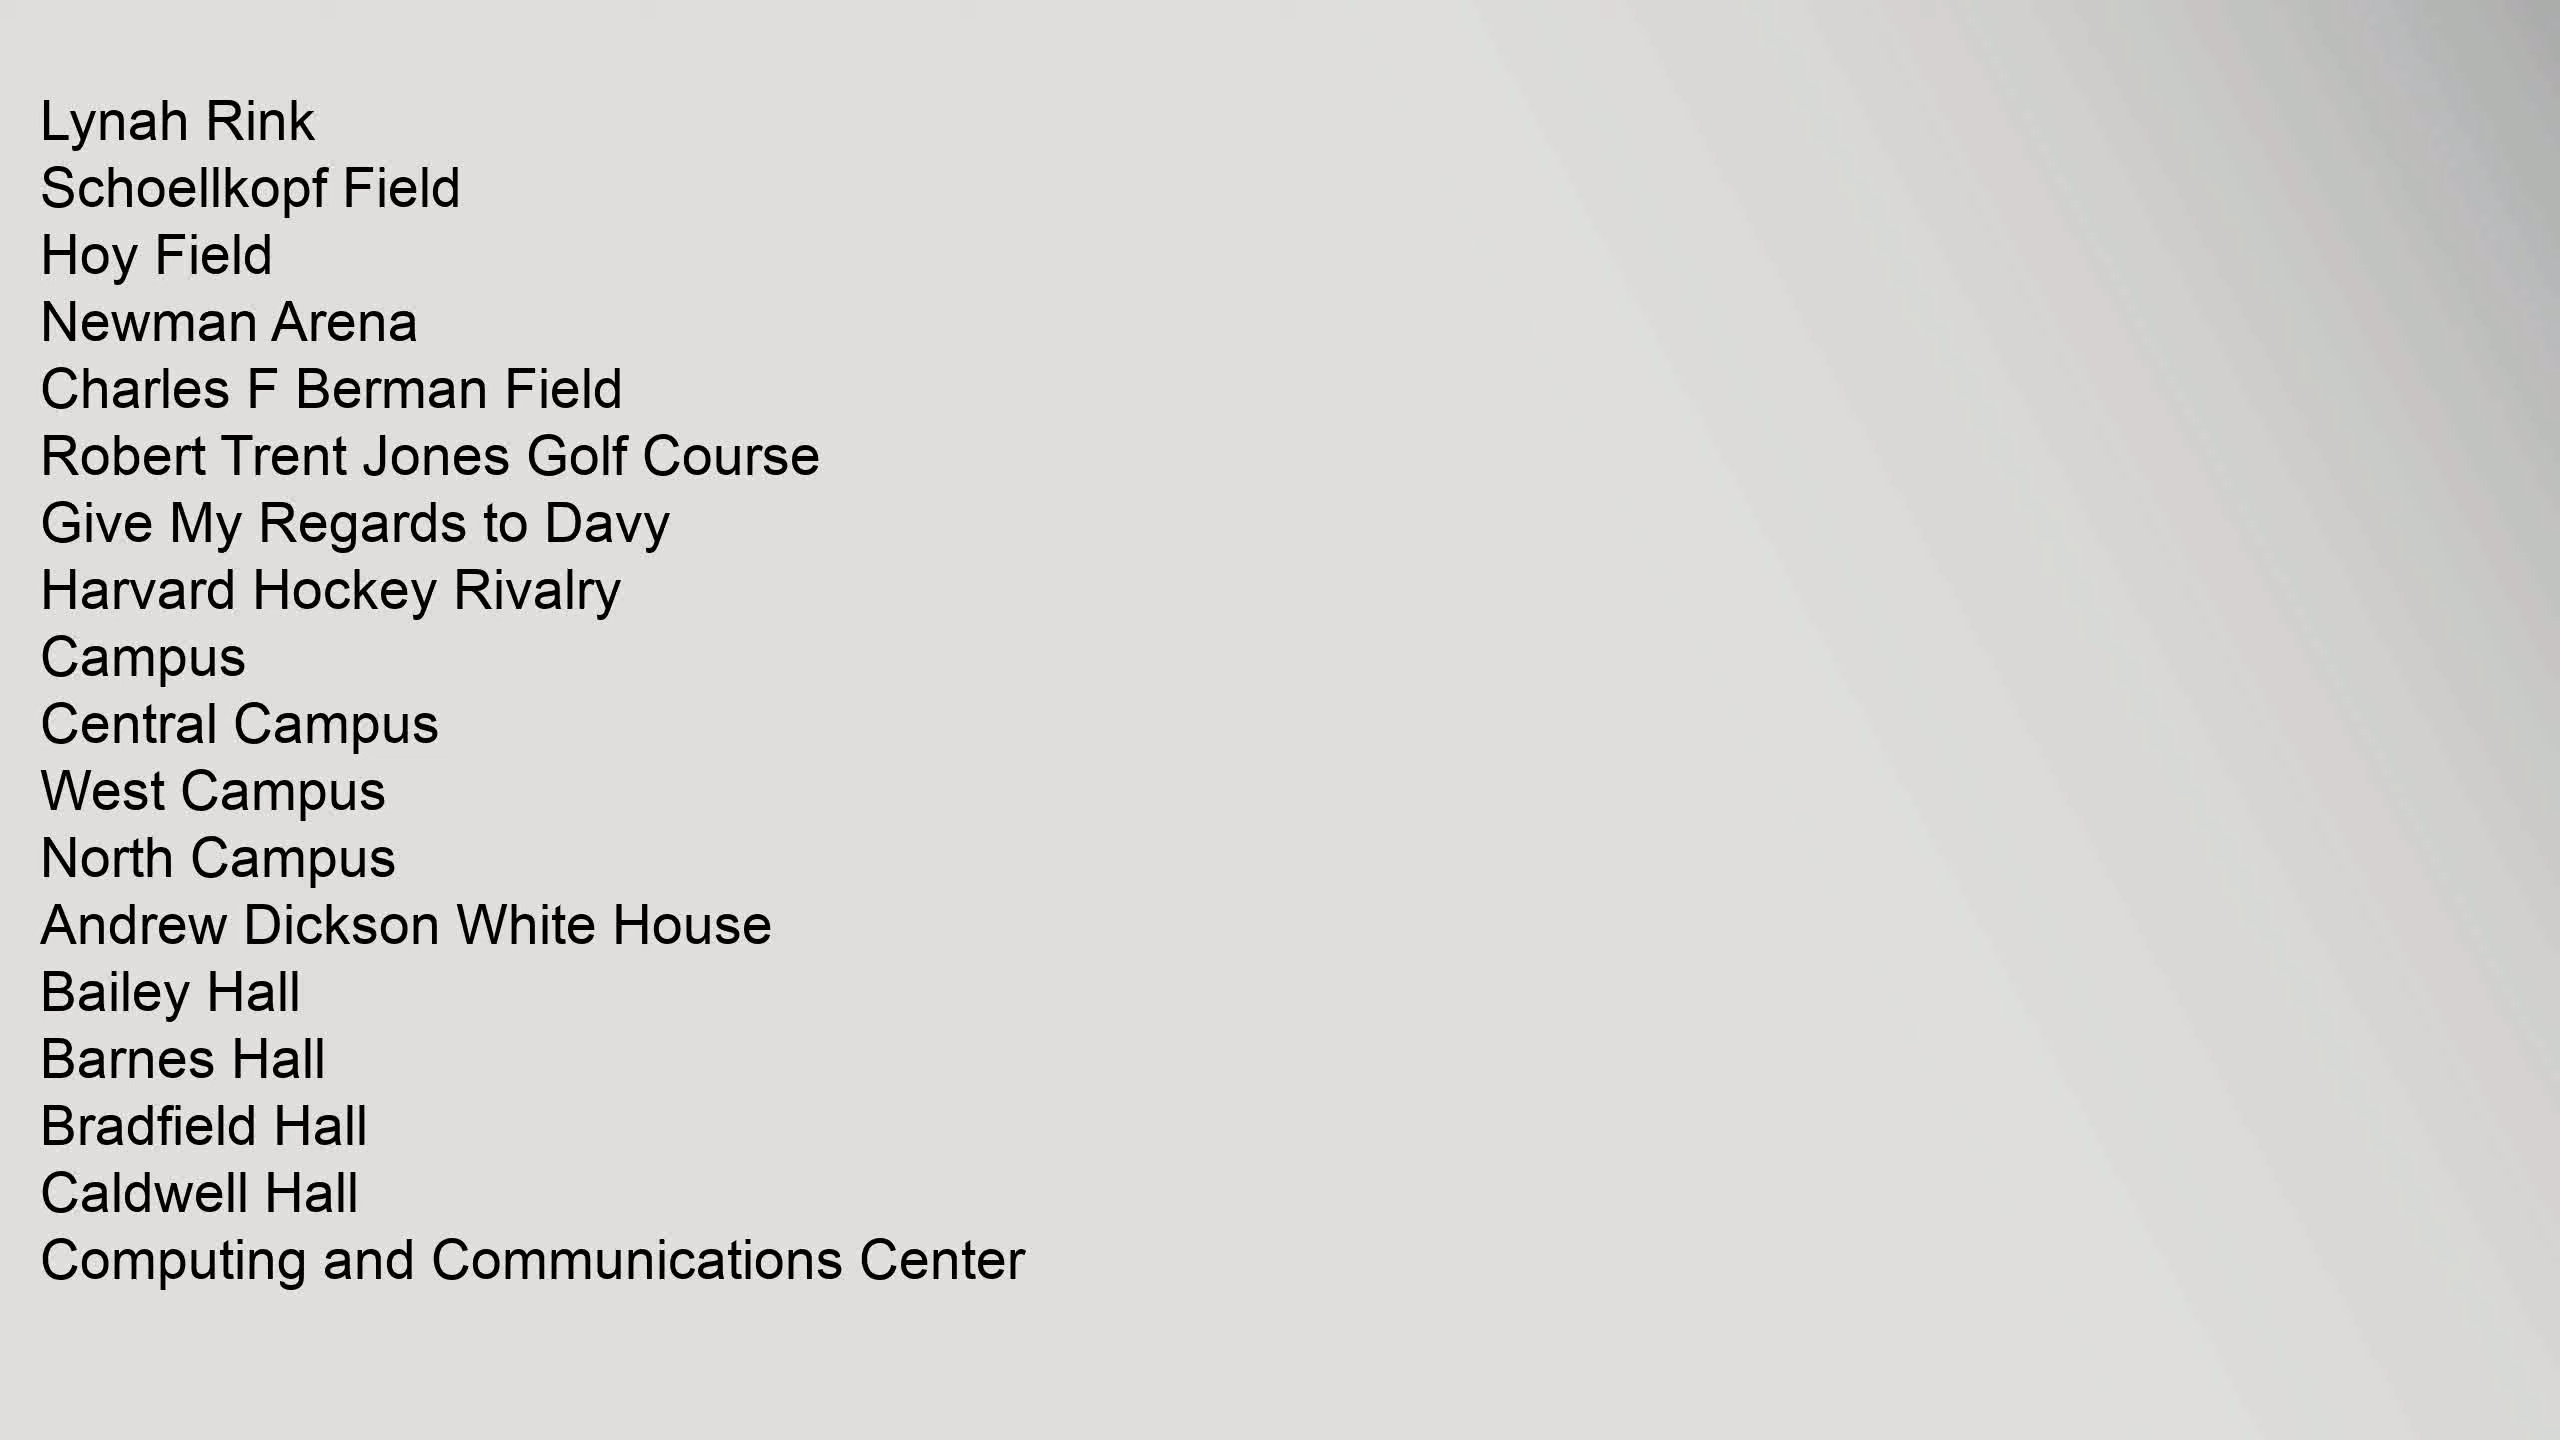 Lynah Rink
Schoellkopf Field
Hoy Field
Newman Arena
Charles F Berman Field
Robert Trent Jones Golf Course
Give My Regards to Davy
Harvard Hockey Rivalry
Campus
Central Campus
West Campus
North Campus
Andrew Dickson White House
Bailey Hall
Barnes Hall
Bradfield Hall
Caldwell Hall
Computing and Communications Center